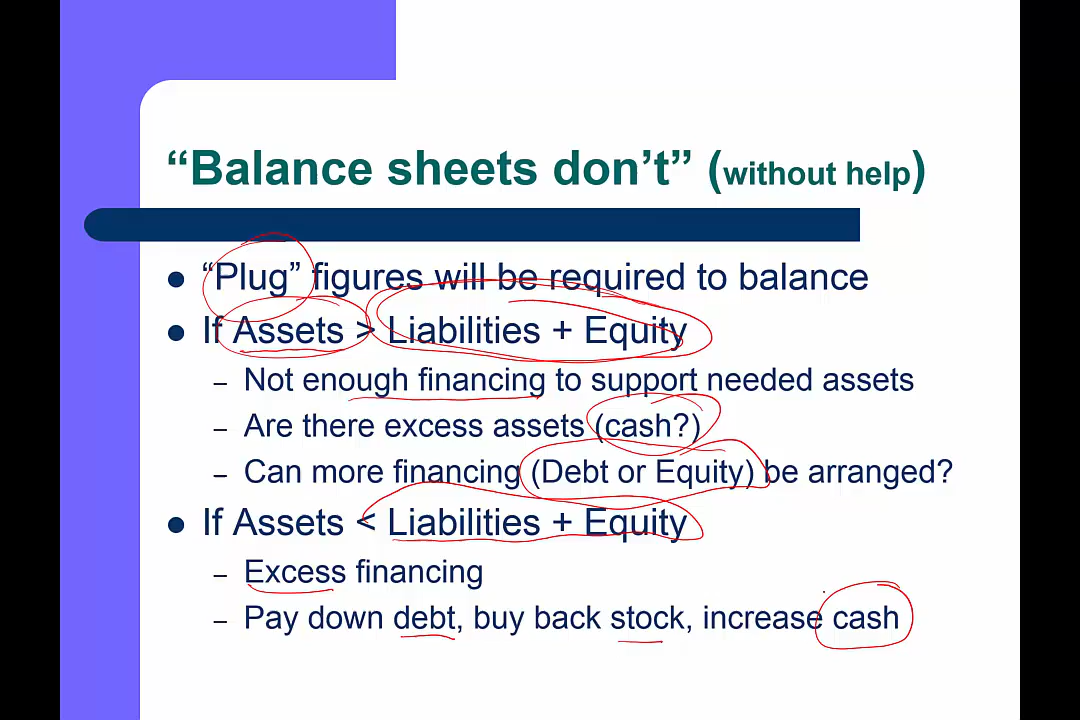 “Balance sheets don’t” (without help)
“Plug” figures will be required to balance
If Assets > Liabilities + Equity
– Not enough financing to support needed assets
– Are there excess assets (cash?)
– Can more financing (Debt or Equity) be arranged?
If Assets < Liabilities + Equity
– Excess financing
– Pay down debt, buy back stock, increase cash